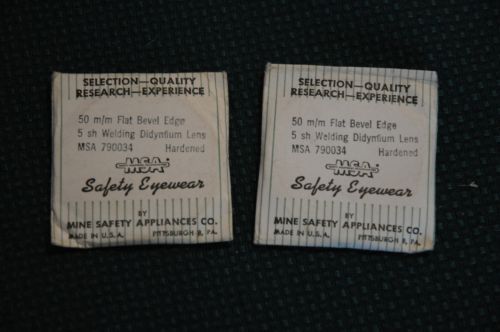 SELECTION—QUALITY
RESEARCH—EXPERIENCE
50 m/m Flat Bevel Edge
5 sh Welding Didymium Lens
MSA 790034 Hardened
MSA
Safety Eyewear
BY
MINE SAFETY APPLIANCES CO.
MADE IN U.S.A. PITTSBURGH 8, PA.
SELECTION—QUALITY
RESEARCH—EXPERIENCE
50 m/m Flat Bevel Edge
5 sh Welding Didymium Lens
MSA 790034 Hardened
MSA
Safety Eyewear
BY
MINE SAFETY APPLIANCES CO.
MADE IN U.S.A. PITTSBURGH 8, PA.